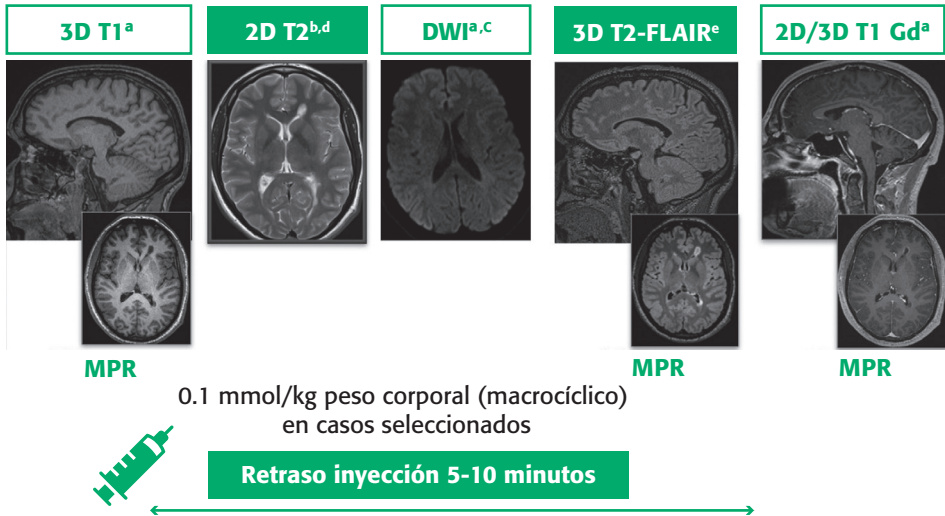 3D T1ᵃ
2D T2ᵇ,ᵈ
DWIᵃ,ᶜ
3D T2-FLAIRᵉ
2D/3D T1 Gdᵃ
MPR
MPR
MPR
0.1 mmol/kg peso corporal (macrocíclico)
en casos seleccionados
Retraso inyección 5-10 minutos